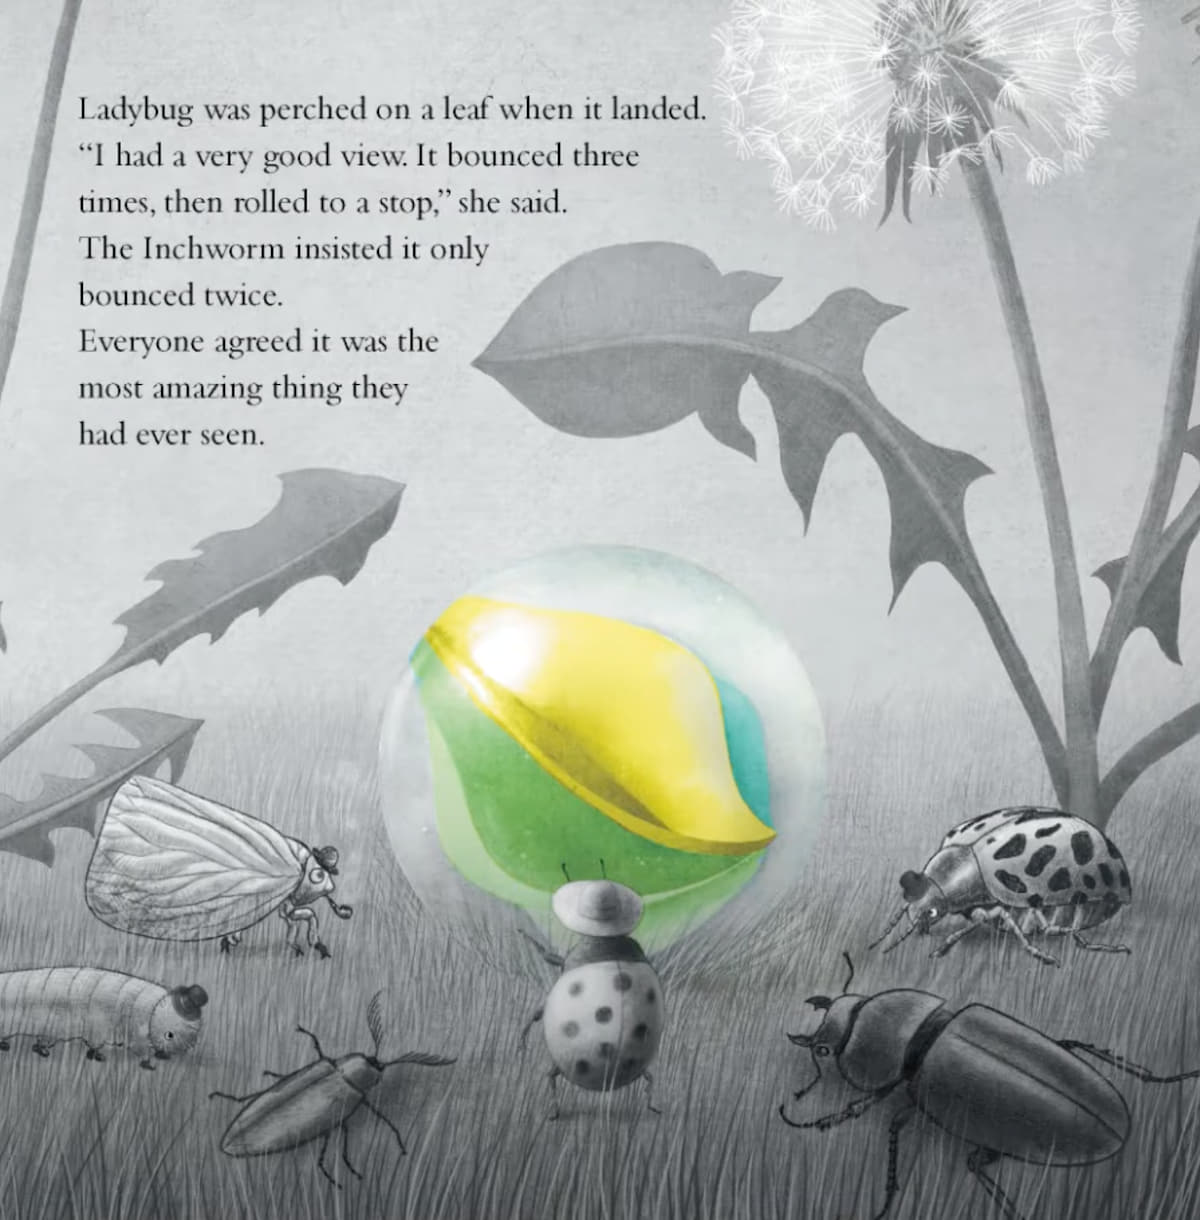 Ladybug was perched on a leaf when it landed.
“I had a very good view. It bounced three
times, then rolled to a stop,” she said.
The Inchworm insisted it only
bounced twice.
Everyone agreed it was the
most amazing thing they
had ever seen.